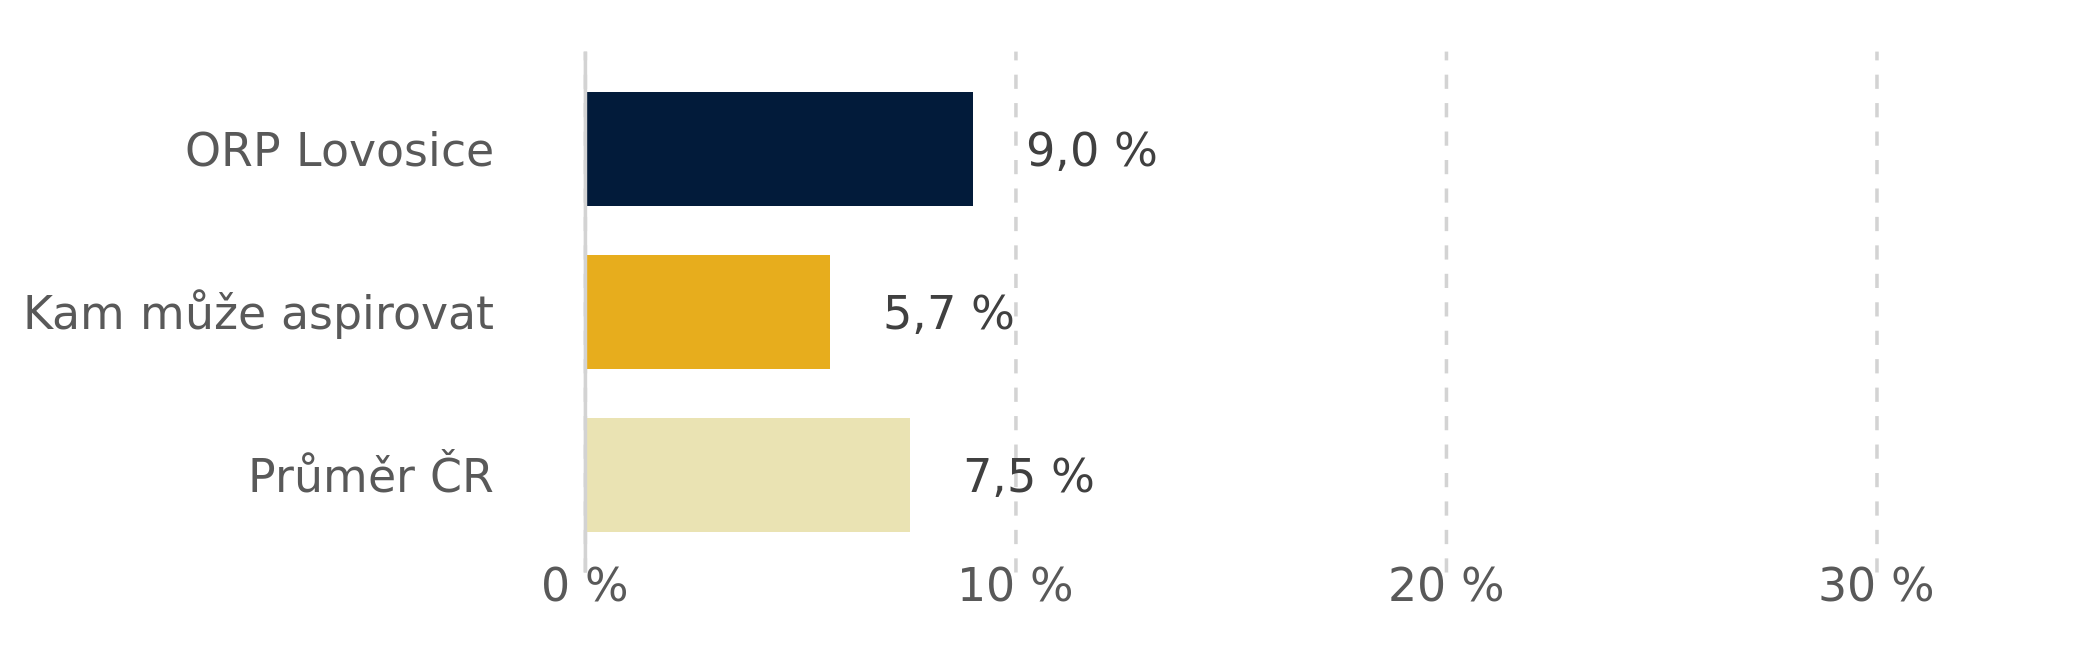 ORP Lovosice 9,0 %
Kam může aspirovat 5,7 %
Průměr ČR 7,5 %
0 % 10 % 20 % 30 %